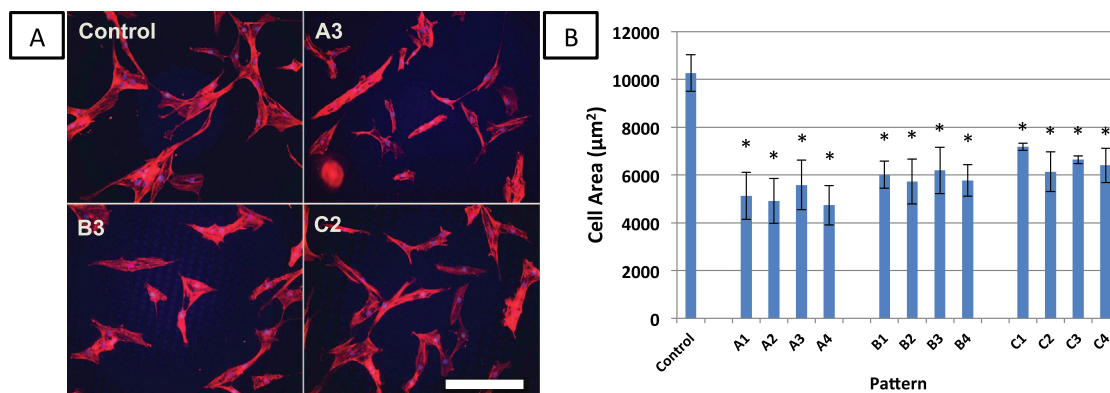 A
Control
A3
B3
C2
B
12000
10000
8000
6000
4000
2000
0
Cell Area (µm²)
* * * * * * * * * * * *
Control A1 A2 A3 A4 B1 B2 B3 B4 C1 C2 C3 C4
Pattern